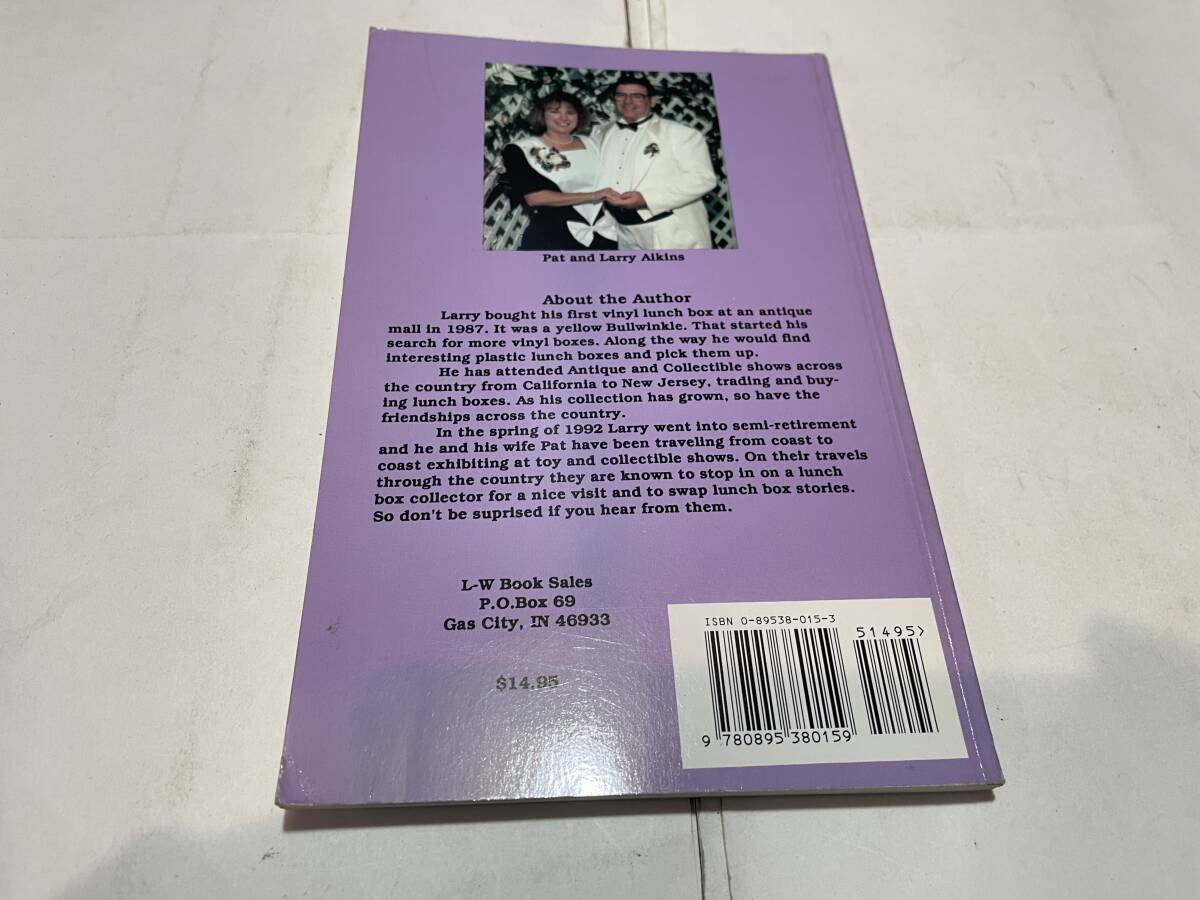 Pat and Larry Aikins
About the Author
Larry bought his first vinyl lunch box at an antique
mall in 1987. It was a yellow Bullwinkle. That started his
search for more vinyl boxes. Along the way he would find
interesting plastic lunch boxes and pick them up.
He has attended Antique and Collectible shows across
the country from California to New Jersey, trading and buy-
ing lunch boxes. As his collection has grown, so have the
friendships across the country.
In the spring of 1992 Larry went into semi-retirement
and he and his wife Pat have been traveling from coast to
coast exhibiting at toy and collectible shows. On their travels
through the country they are known to stop in on a lunch
box collector for a nice visit and to swap lunch box stories.
So don't be suprised if you hear from them.
L-W Book Sales
P.O.Box 69
Gas City, IN 46933
$14.95
ISBN 0-89538-015-3
51495>
9 780895 380159